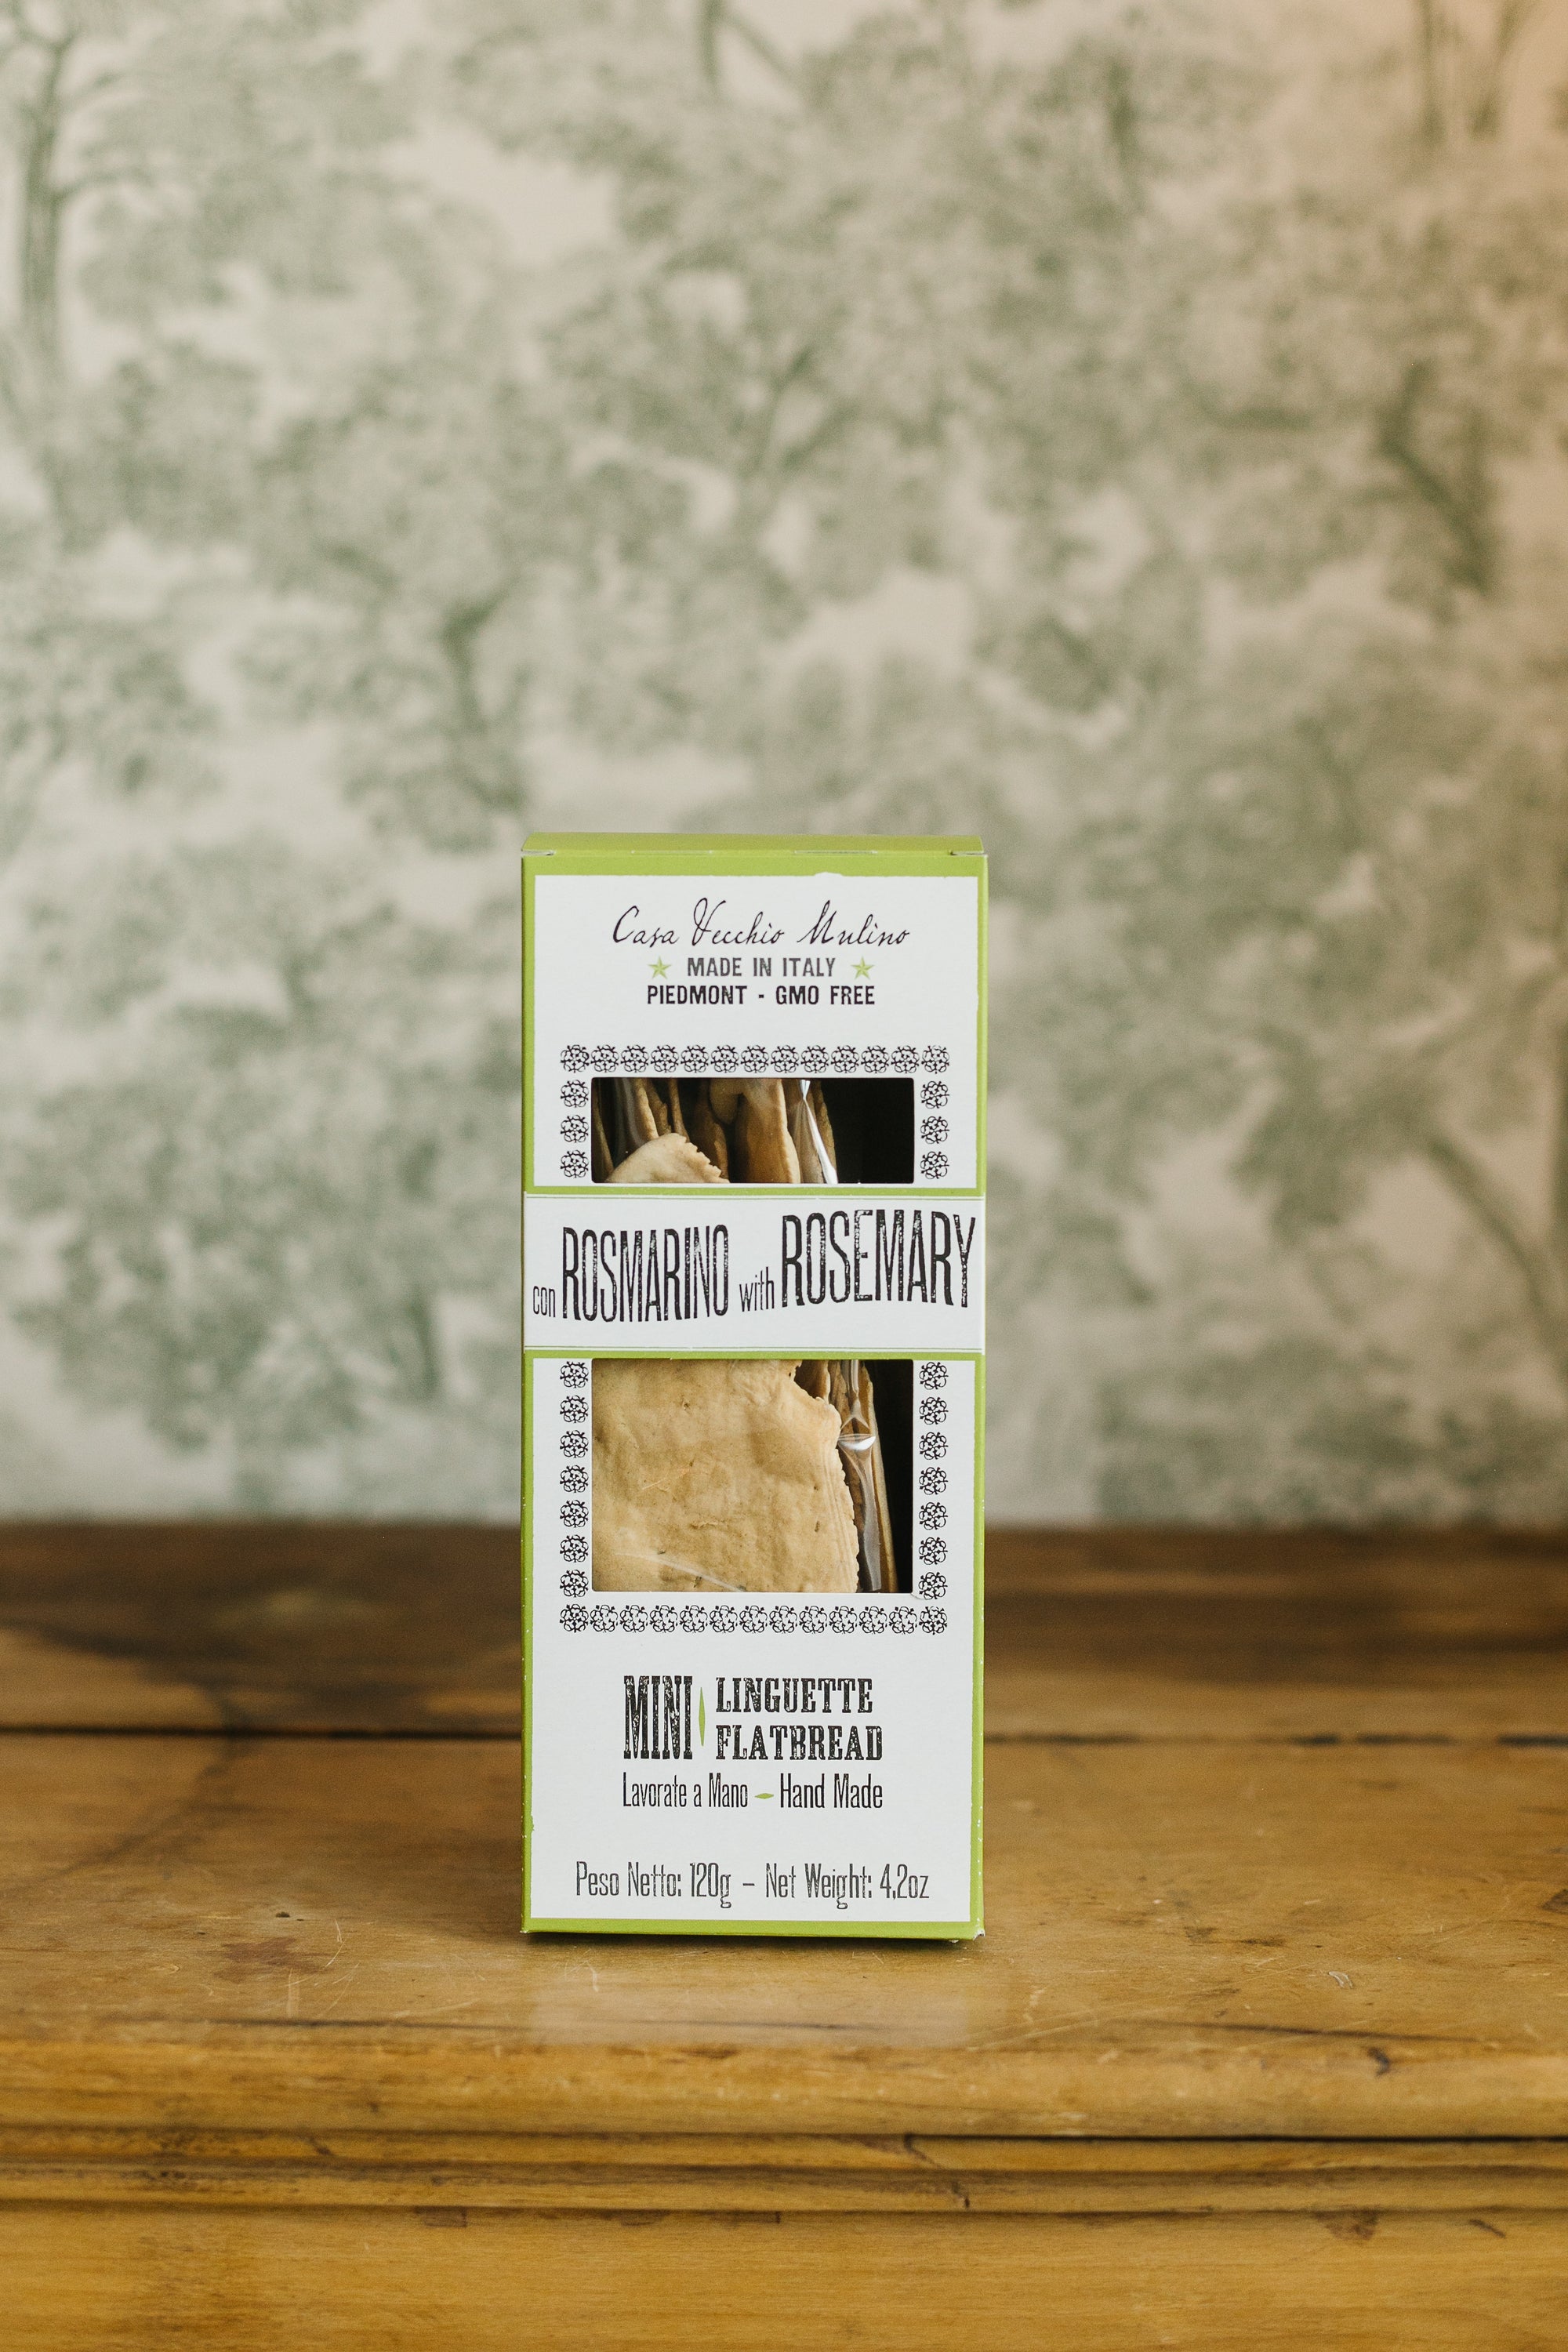 Casa Vecchio Mulino
MADE IN ITALY
PIEDMONT - GMO FREE
con ROSMARINO with ROSEMARY
MINI LINGUETTE
FLATBREAD
Lavorate a Mano - Hand Made
Peso Netto: 120g - Net Weight: 4.2oz